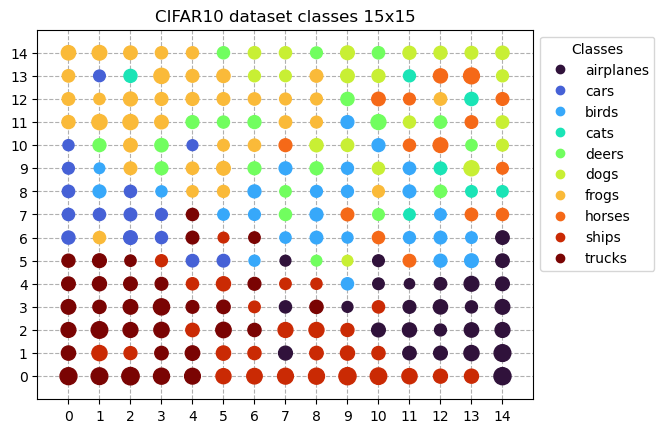 CIFAR10 dataset classes 15x15
14
13
12
11
10
9
8
7
6
5
4
3
2
1
0
0 1 2 3 4 5 6 7 8 9 10 11 12 13 14
Classes
airplanes
cars
birds
cats
deers
dogs
frogs
horses
ships
trucks